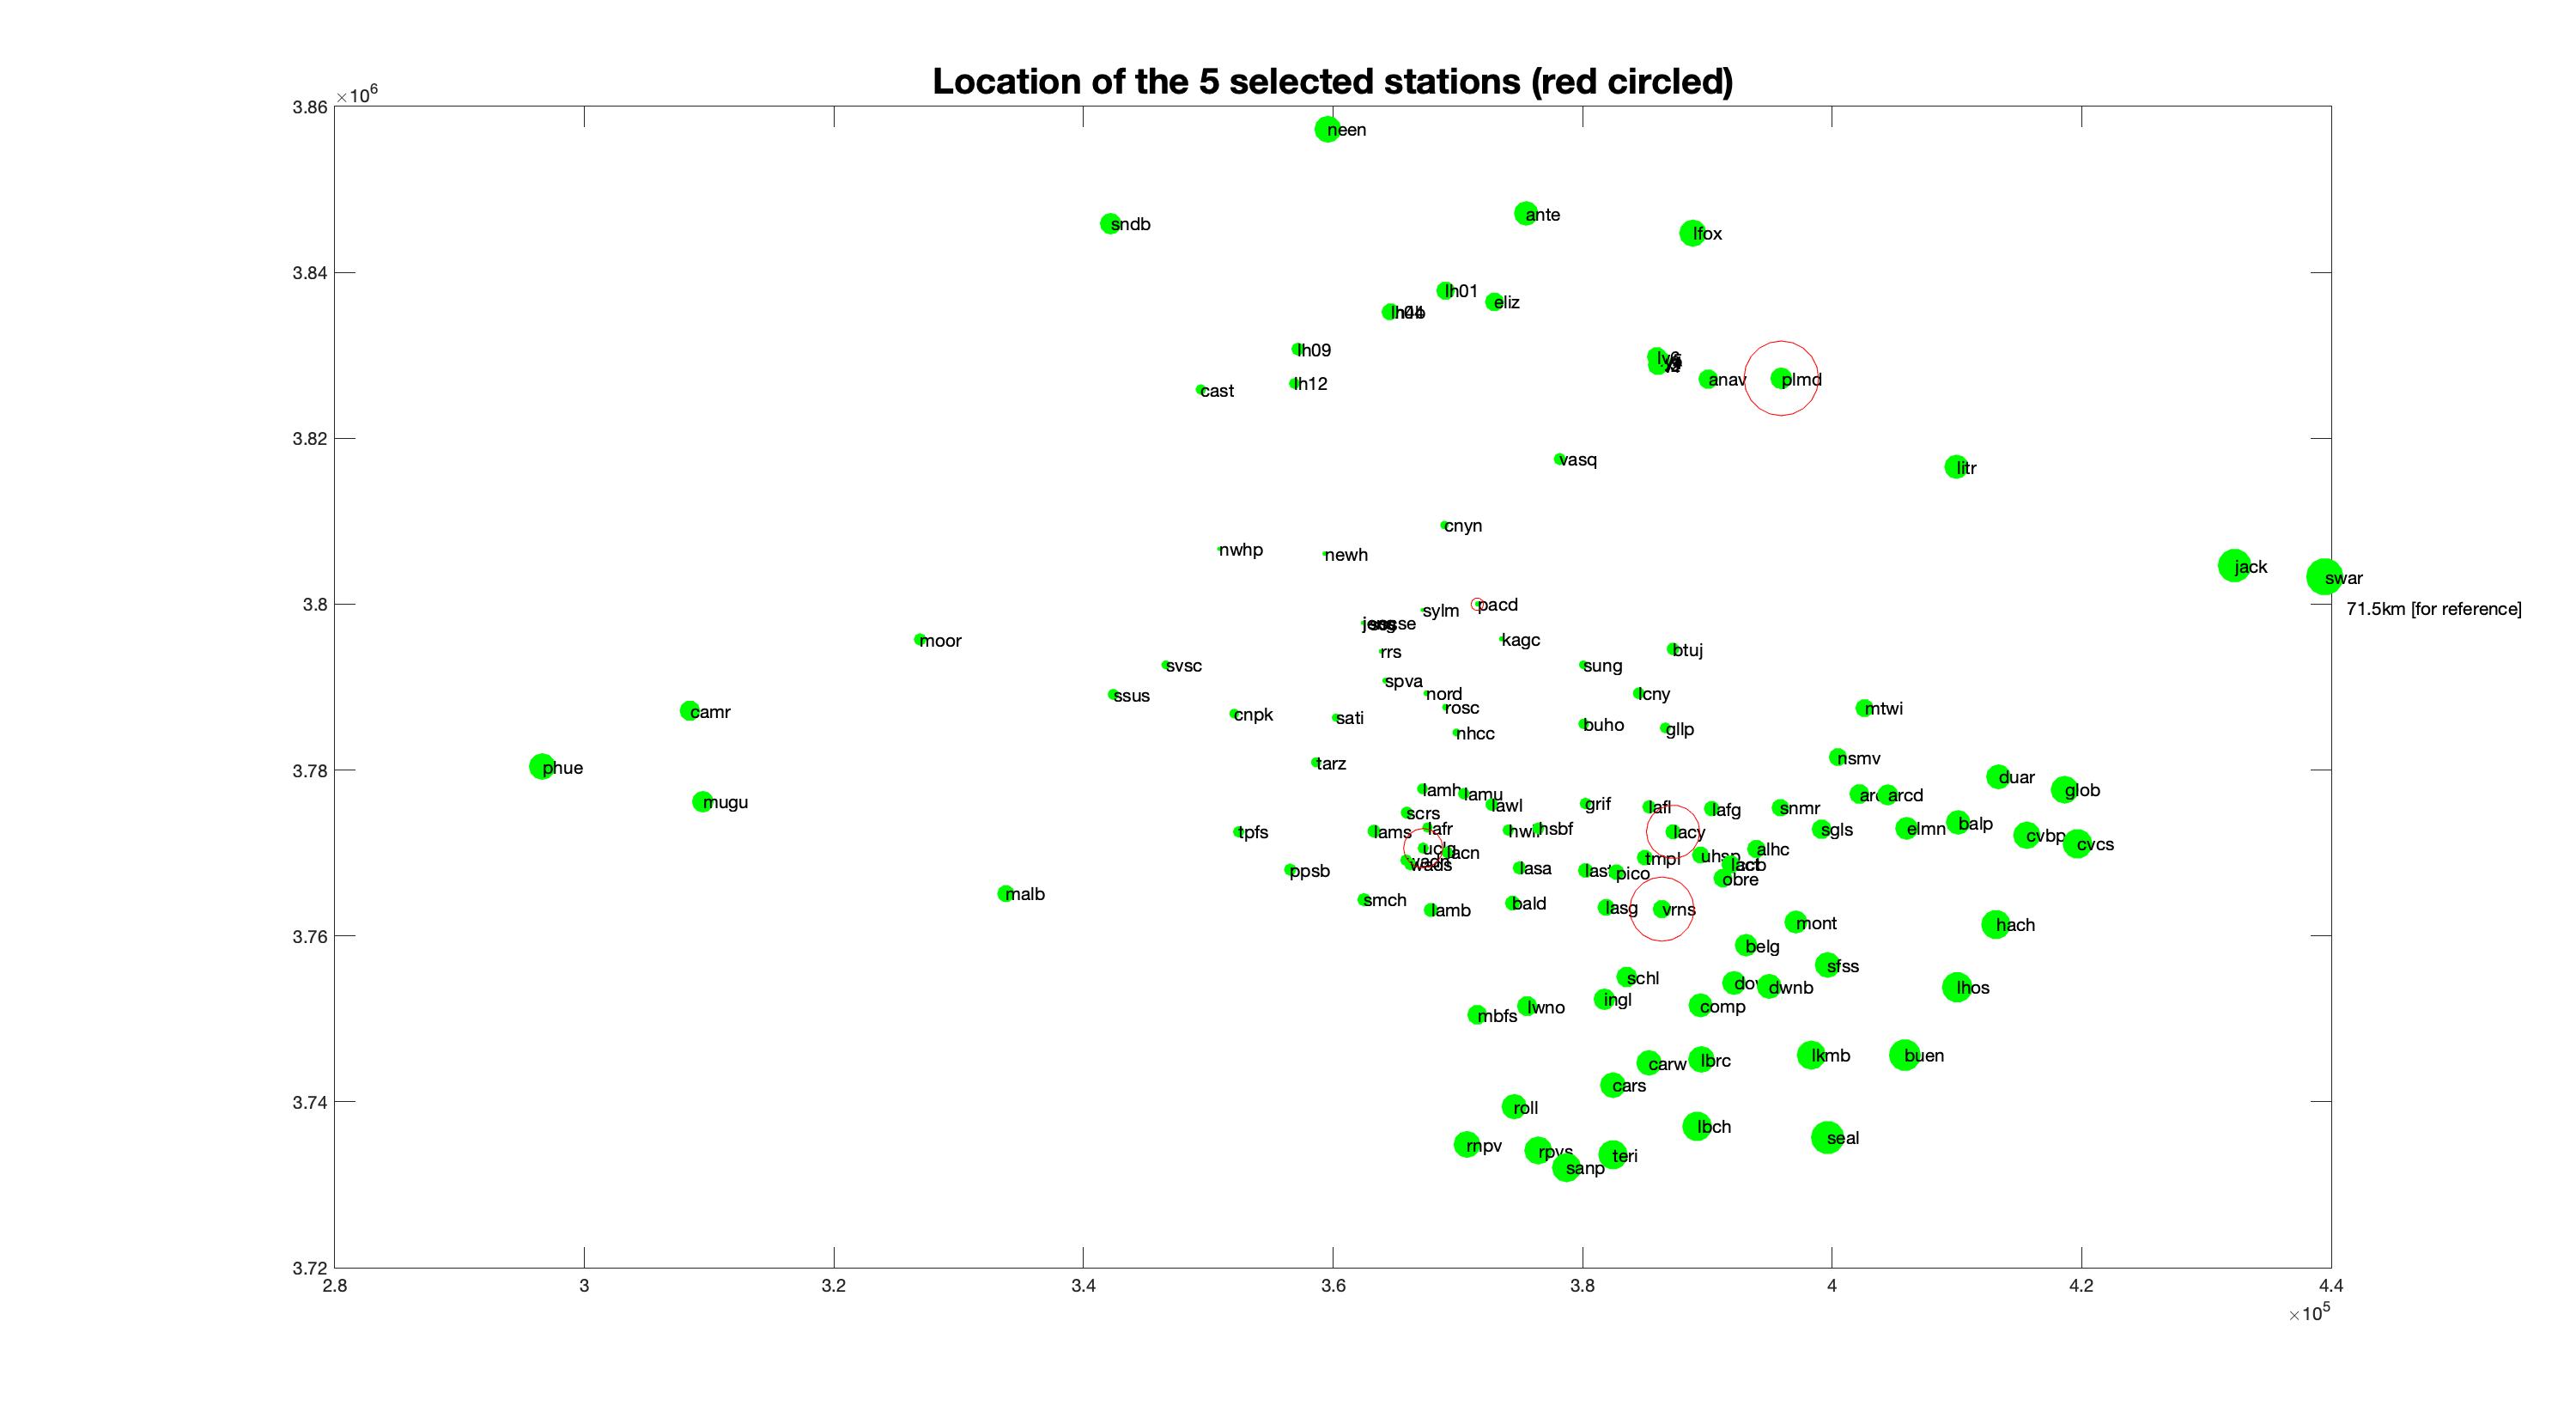 Location of the 5 selected stations (red circled)
×10⁶
3.86
neen
ante
sndb
lfox
3.84
lh01
eliz
lh09
lh12
anav
plmd
cast
3.82
vasq
litr
cnyn
nwhp
newh
jack
swar
3.8
pacd
71.5km [for reference]
sylm
moor
kagc
btuj
rrs
svsc
sung
spva
ssus
nord
lcny
rosc
mtwi
camr
cnpk
sati
buho
gllp
nhcc
nsmv
tarz
3.78
phue
duar
glob
lamh
lamu
mugu
lawl
grif
lafl
lafg
snmr
arcd
scrs
balp
tpfs
lams
lafr
hsbf
lacy
sgls
elmn
cvbp
cvcs
alhc
tmpl
lasa
ppsb
wads
pico
obre
malb
smch
bald
lamb
lasg
vrns
mont
hach
3.76
belg
sfss
schl
dwnb
lhos
ingl
lwno
comp
mbfs
lkmb
buen
lbrc
carw
cars
3.74
roll
lbch
seal
rnpv
teri
sanp
3.72
2.8 3 3.2 3.4 3.6 3.8 4 4.2 4.4
×10⁵